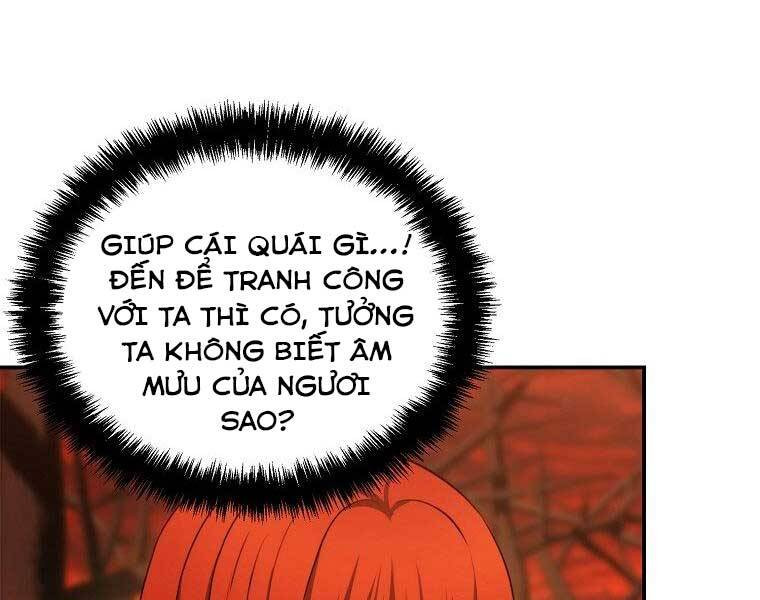 GIÚP CÁI QUÁI GÌ...!
ĐẾN ĐỂ TRANH CÔNG
VỚI TA THÌ CÓ, TƯỞNG
TA KHÔNG BIẾT ÂM
MƯU CỦA NGƯƠI
SAO?